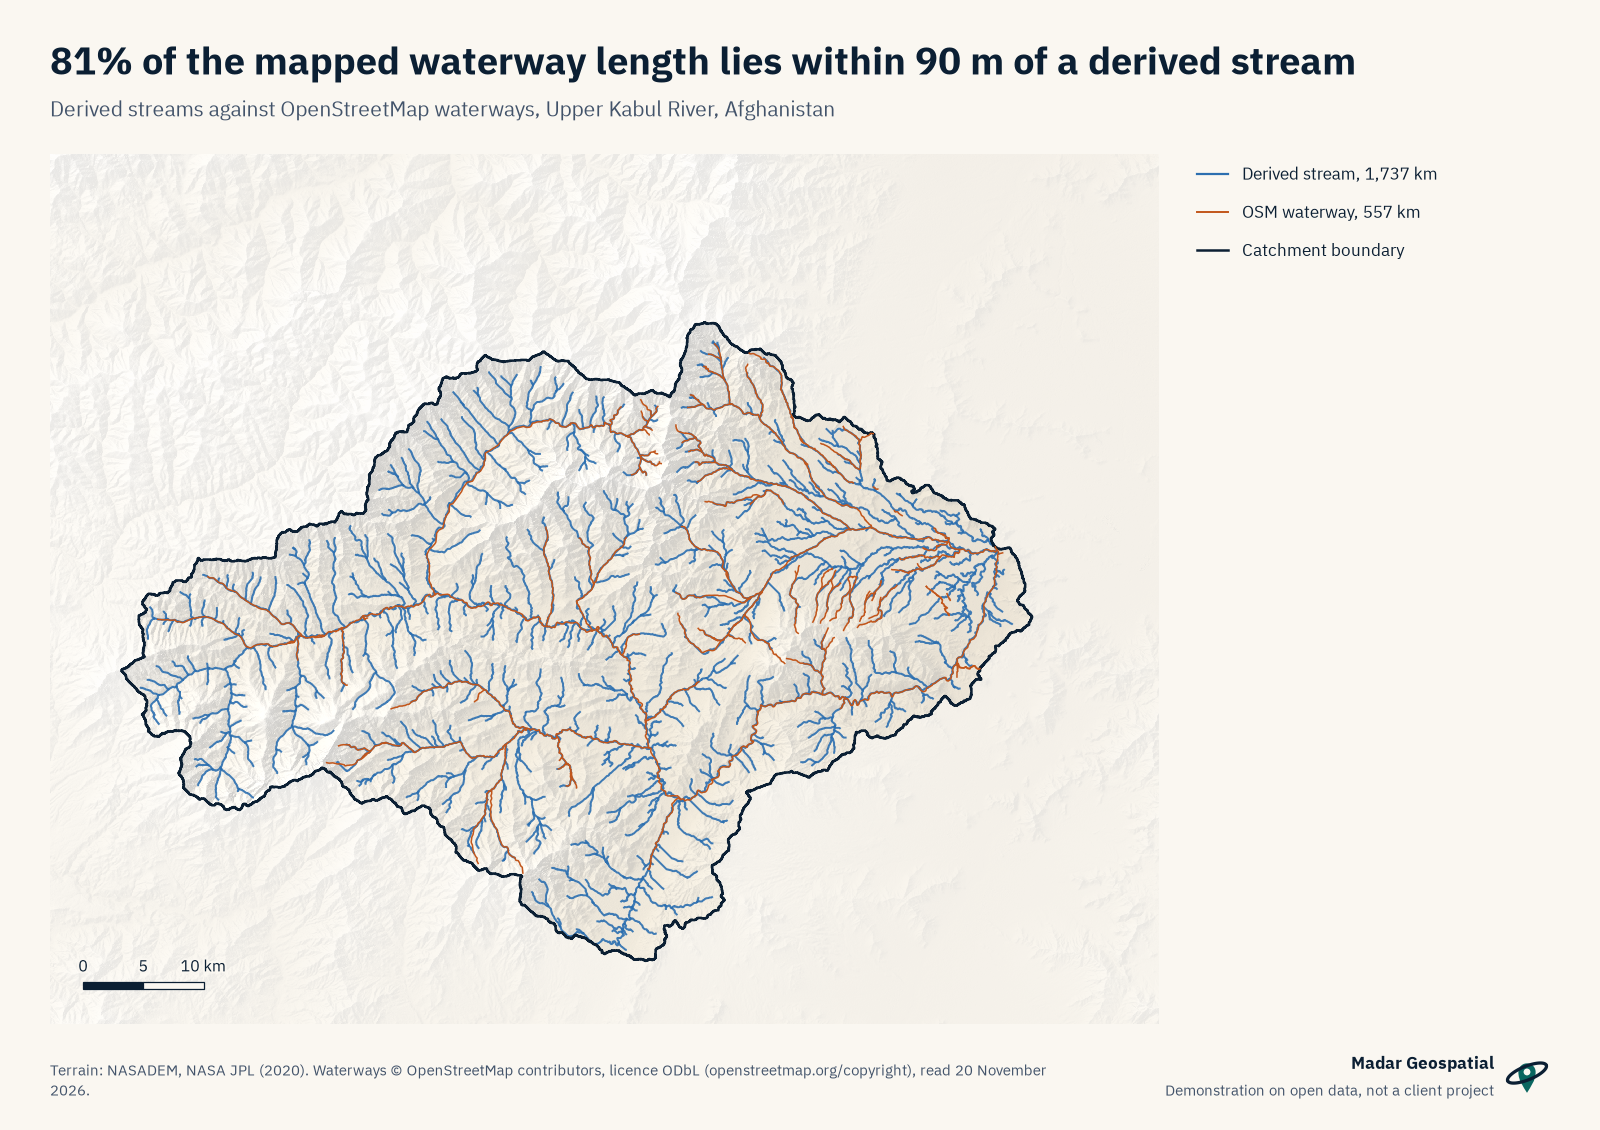 81% of the mapped waterway length lies within 90 m of a derived stream
Derived streams against OpenStreetMap waterways, Upper Kabul River, Afghanistan
Derived stream, 1,737 km
OSM waterway, 557 km
Catchment boundary
0 5 10 km
Terrain: NASADEM, NASA JPL (2020). Waterways © OpenStreetMap contributors, licence ODbL (openstreetmap.org/copyright), read 20 November
2026.
Madar Geospatial
Demonstration on open data, not a client project